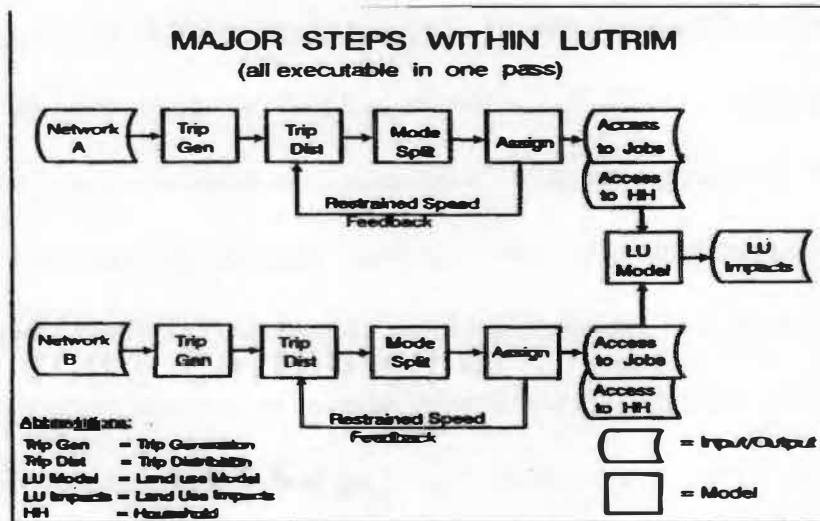 MAJOR STEPS WITHIN LUTRIM
(all executable in one pass)
Network
A
Trip
Gen
Trip
Dist
Mode
Split
Assign
Access
to Jobs
Access
to HH
Restrained Speed
Feedback
LU
Model
LU
Impacts
Network
B
Trip
Gen
Trip
Dist
Mode
Split
Assign
Access
to Jobs
Access
to HH
Restrained Speed
Feedback
Abbreviations:
Trip Gen = Trip Generation
Trip Dist = Trip Distribution
LU Model = Land use Model
LU Impacts = Land Use Impacts
HH = Household
= Input/Output
= Model